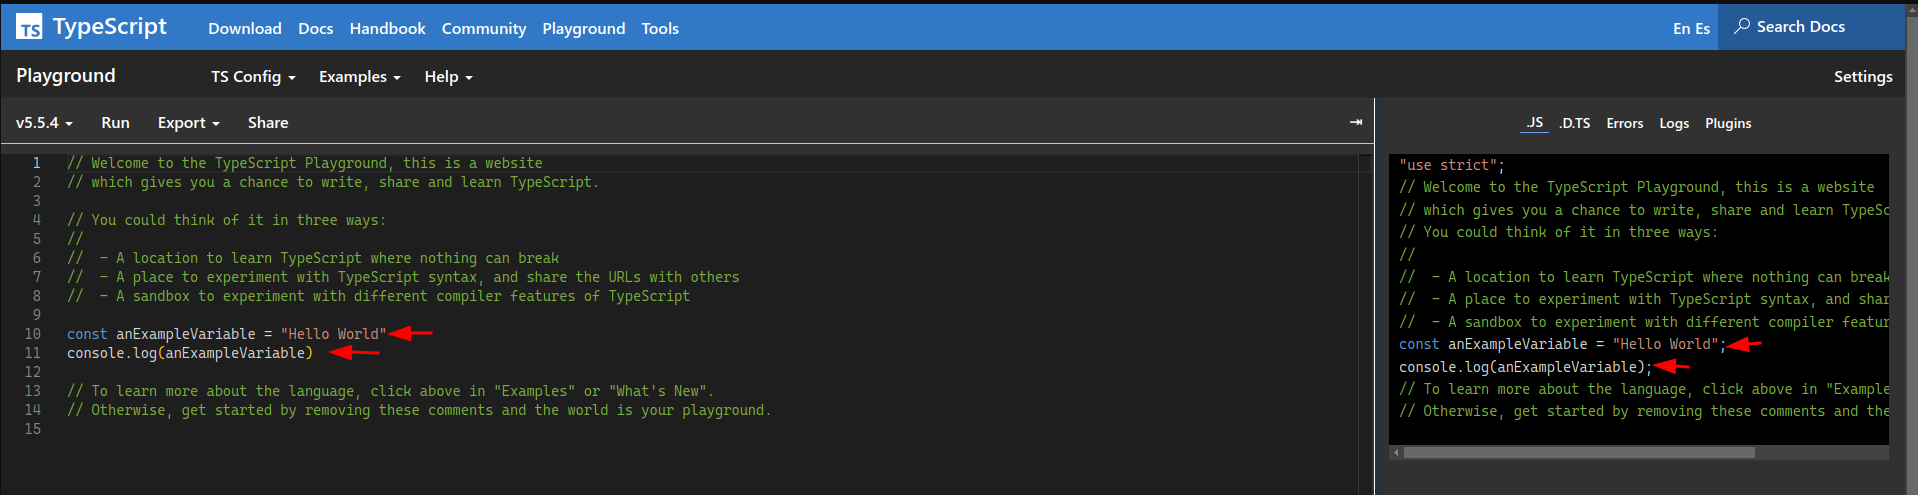 TS TypeScript Download Docs Handbook Community Playground Tools En Es Search Docs
Playground TS Config Examples Help Settings
v5.5.4 Run Export Share
.JS .D.TS Errors Logs Plugins
1 // Welcome to the TypeScript Playground, this is a website
2 // which gives you a chance to write, share and learn TypeScript.
3
4 // You could think of it in three ways:
5 //
6 //  - A location to learn TypeScript where nothing can break
7 //  - A place to experiment with TypeScript syntax, and share the URLs with others
8 //  - A sandbox to experiment with different compiler features of TypeScript
9
10 const anExampleVariable = "Hello World"
11 console.log(anExampleVariable)
12
13 // To learn more about the language, click above in "Examples" or "What's New".
14 // Otherwise, get started by removing these comments and the world is your playground.
15
"use strict";
// Welcome to the TypeScript Playground, this is a website
// which gives you a chance to write, share and learn TypeSc
// You could think of it in three ways:
//
//  - A location to learn TypeScript where nothing can break
//  - A place to experiment with TypeScript syntax, and shar
//  - A sandbox to experiment with different compiler featur
const anExampleVariable = "Hello World";
console.log(anExampleVariable);
// To learn more about the language, click above in "Example
// Otherwise, get started by removing these comments and the